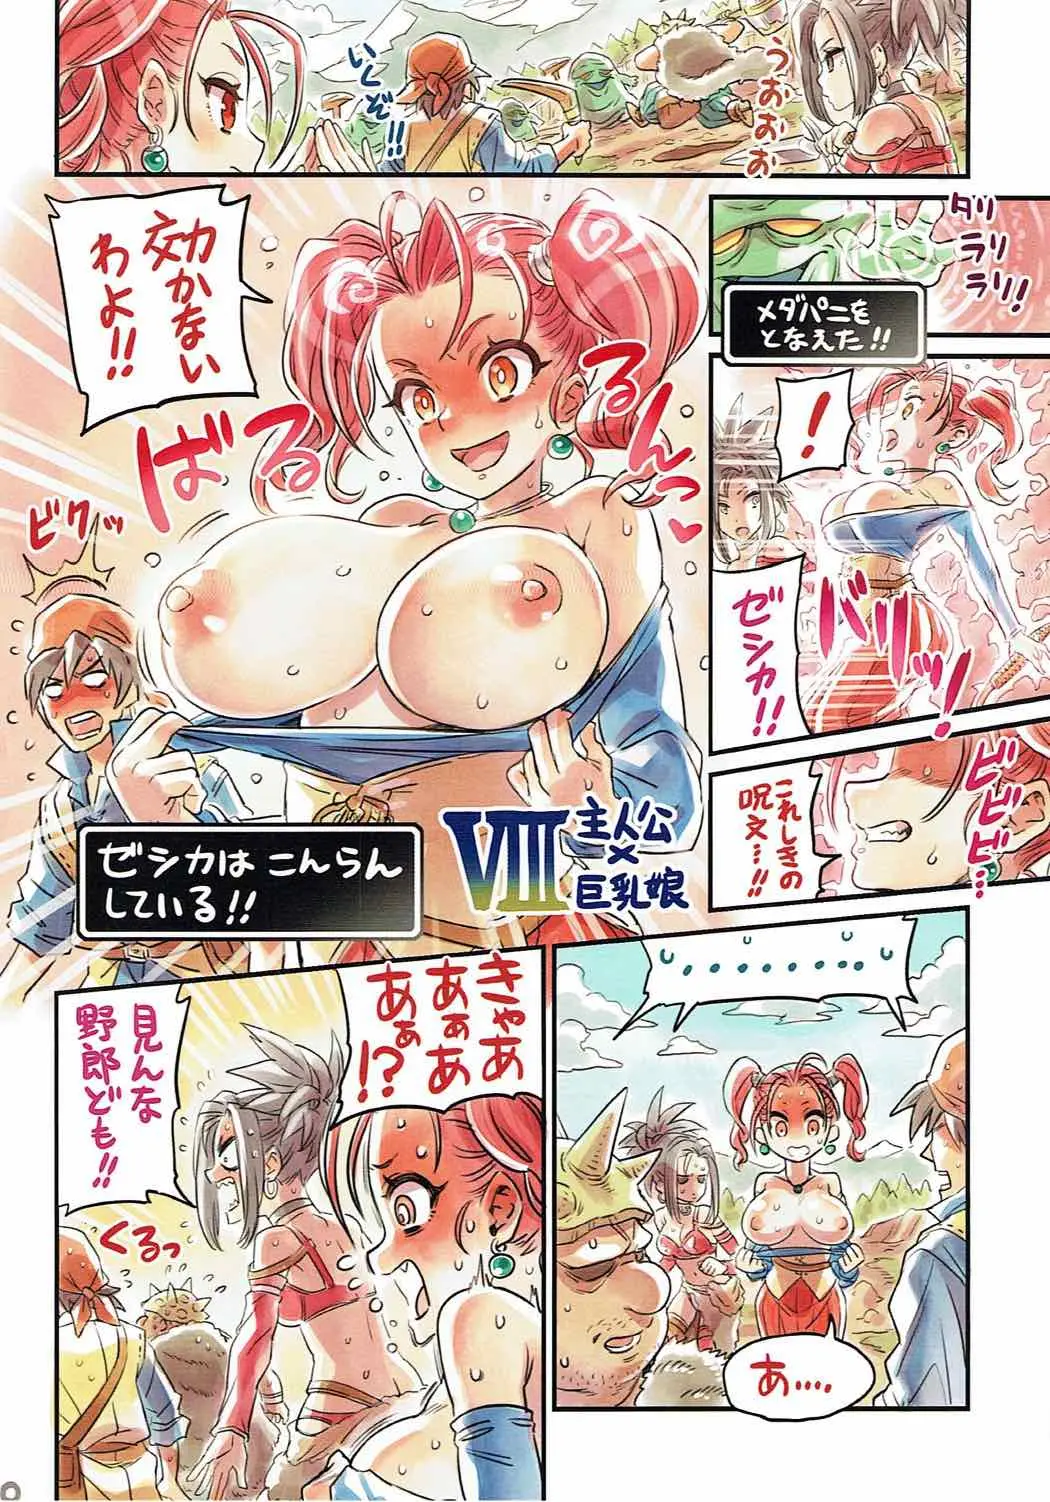 うおおお
いくぞ!!
ダリ
ラリ
ラリ!
メダパニを
となえた!!
!
ゼシカ!!
バリッ!
これしきの
呪文…!!
ビビビ…
効かない
わよ!!
ばるるんっ♥
ビクッ
ゼシカは こんらん
している!!
VIII
主人公
×
巨乳娘
・・・・・・・・・
あ・・・・・
きゃあ
あぁあ
あぁ!?
見んな
野郎ども!!
くるっ